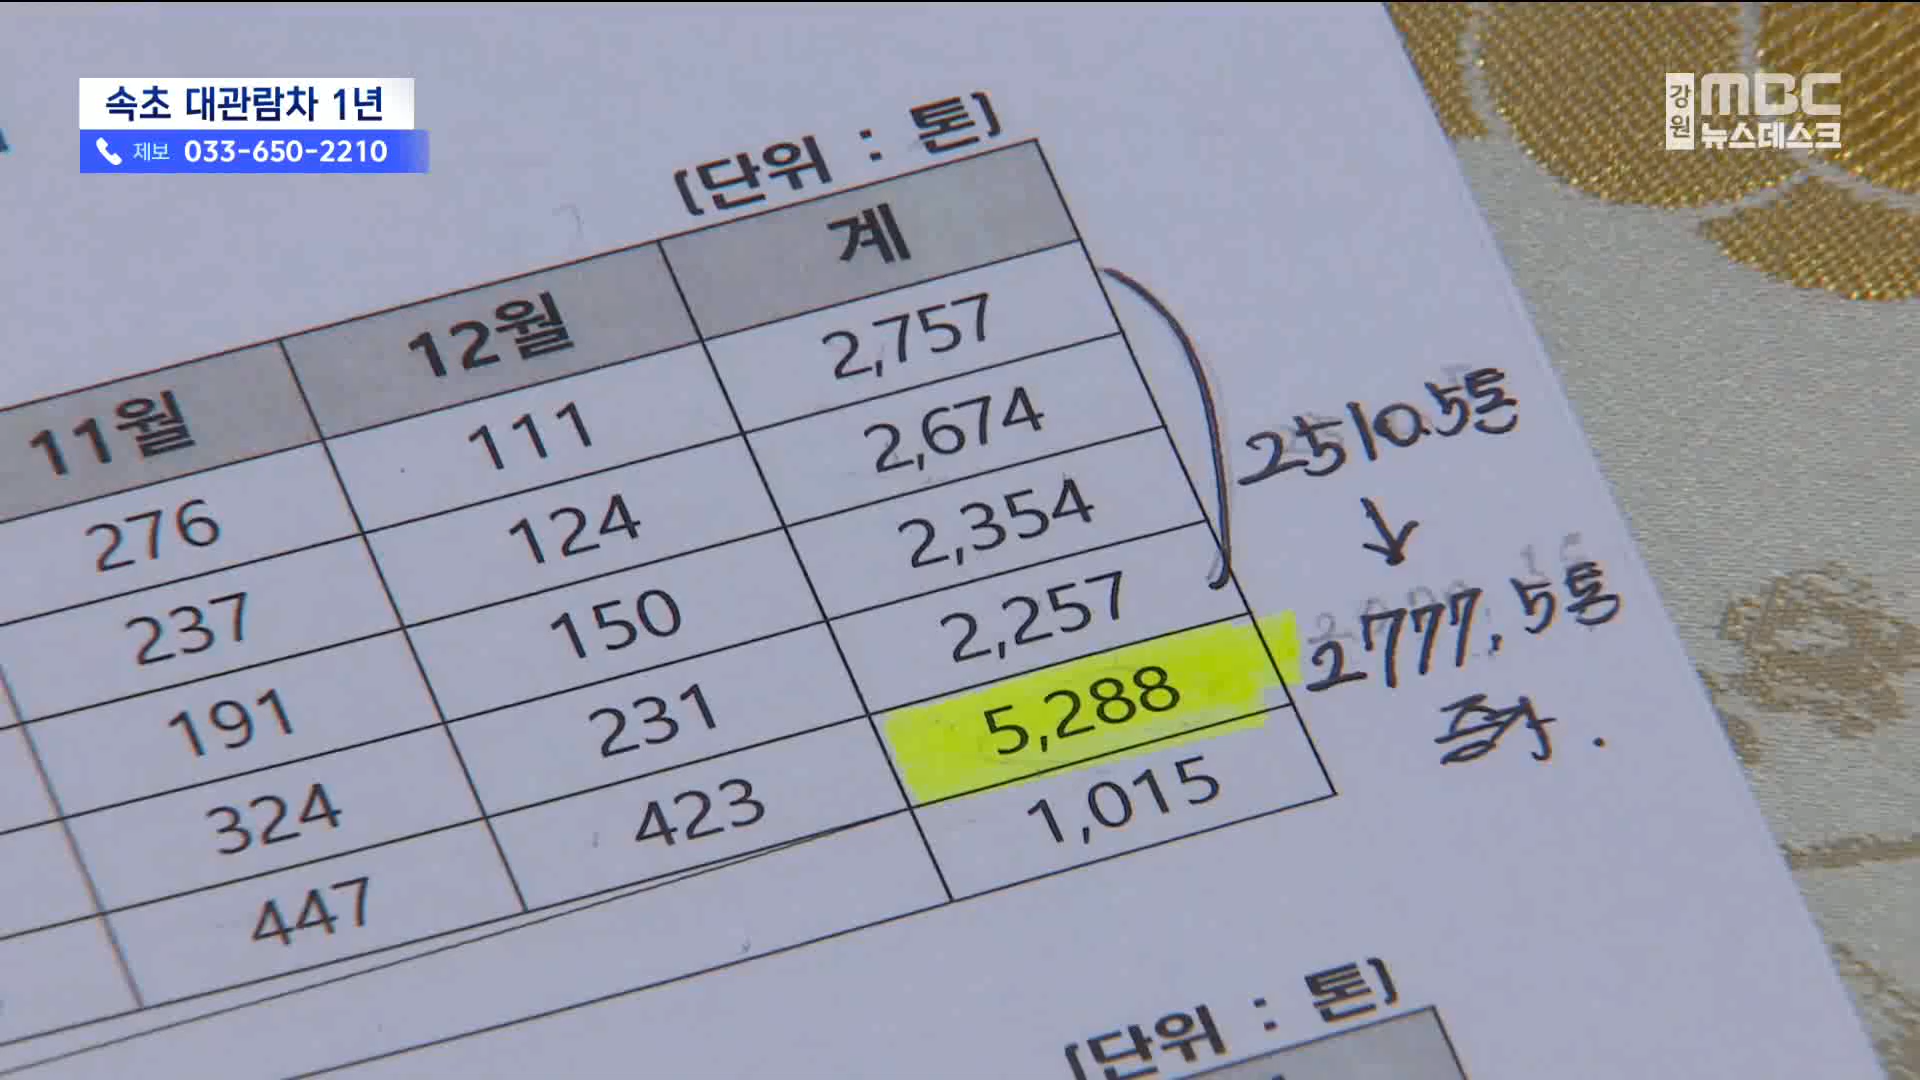 속초 대관람차 1년
제보 033-650-2210
강원
MBC
뉴스데스크
(단위 : 톤)
11월 12월 계
276 111 2,757
237 124 2,674
191 150 2,354
324 231 2,257
447 423 5,288
1,015
2510.5톤
↓
2777.5톤
증가.
(단위 : 톤)